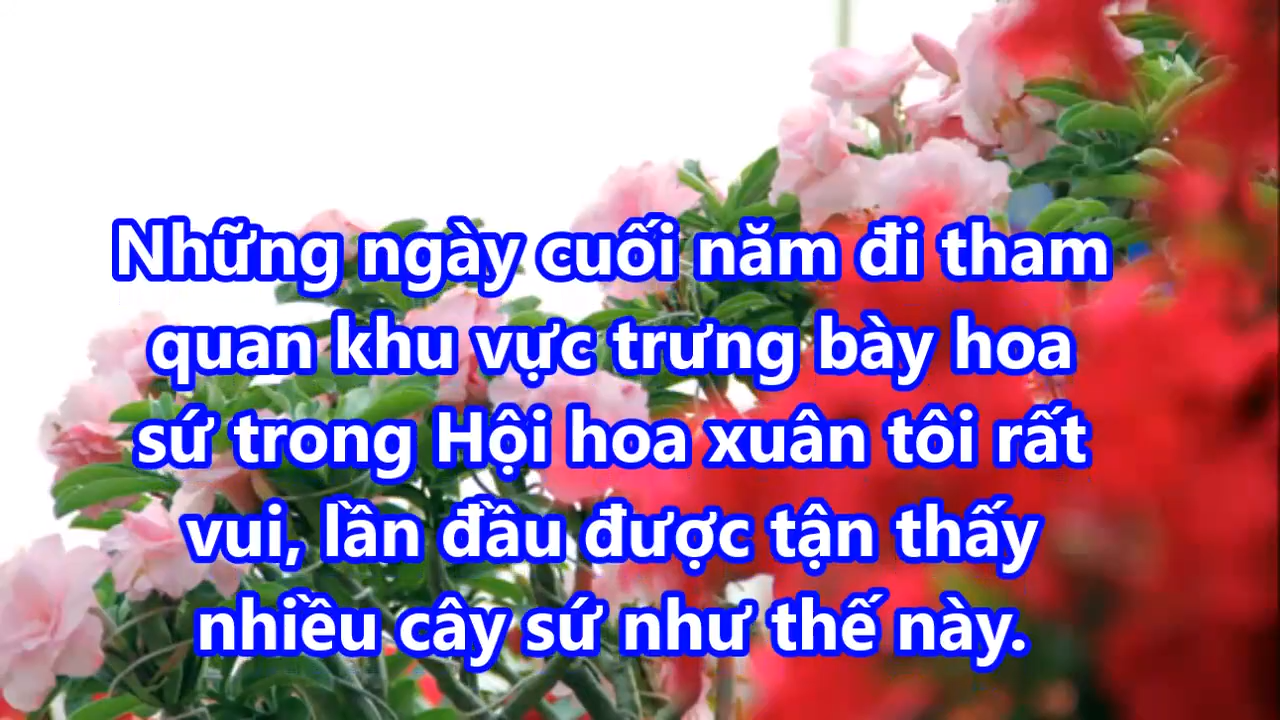 Những ngày cuối năm đi tham
quan khu vực trưng bày hoa
sứ trong Hội hoa xuân tôi rất
vui, lần đầu được tận thấy
nhiều cây sứ như thế này.